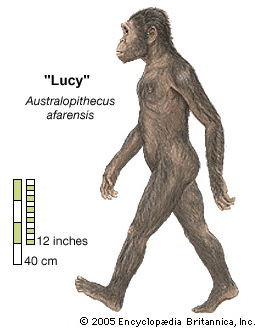 "Lucy"
Australopithecus
afarensis
12 inches
40 cm
© 2005 Encyclopædia Britannica, Inc.